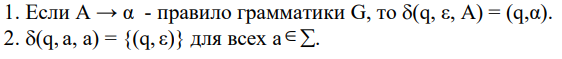 1. Если А → α - правило грамматики G, то δ(q, ε, A) = (q,α).
2. δ(q, a, a) = {(q, ε)} для всех a∈∑.